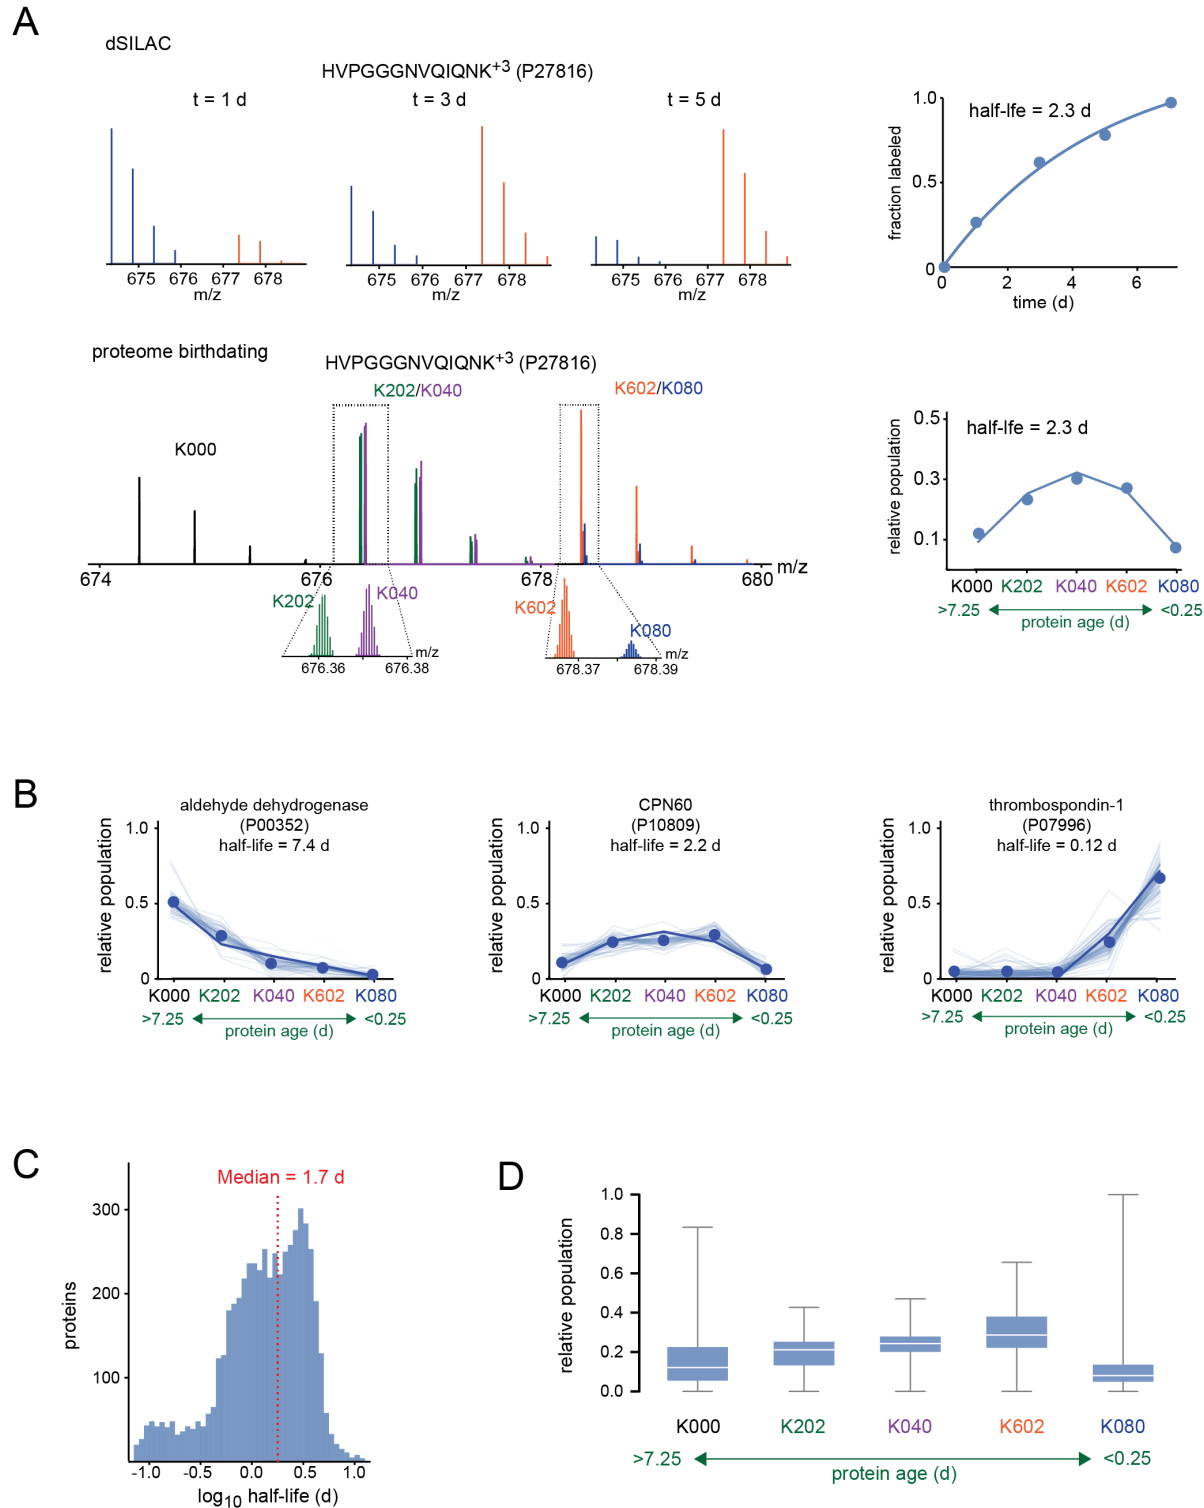 A
dSILAC
HVPGGGNVQIQNK+3 (P27816)
t = 1 d
t = 3 d
t = 5 d
675 676 677 678
m/z
675 676 677 678
m/z
675 676 677 678
m/z
half-lfe = 2.3 d
fraction labeled
1.0
0.5
0
0 2 4 6
time (d)
proteome birthdating
HVPGGGNVQIQNK+3 (P27816)
K202/K040
K602/K080
K000
674 676 678 680 m/z
K202
K040
m/z
676.36 676.38
K602
K080
m/z
678.37 678.39
half-lfe = 2.3 d
relative population
0.5
0.3
0.1
K000 K202 K040 K602 K080
>7.25 <0.25
protein age (d)
B
aldehyde dehydrogenase
(P00352)
half-life = 7.4 d
relative population
1.0
0.5
0
K000 K202 K040 K602 K080
>7.25 <0.25
protein age (d)
CPN60
(P10809)
half-life = 2.2 d
relative population
1.0
0.5
0
K000 K202 K040 K602 K080
>7.25 <0.25
protein age (d)
thrombospondin-1
(P07996)
half-life = 0.12 d
relative population
1.0
0.5
0
K000 K202 K040 K602 K080
>7.25 <0.25
protein age (d)
C
Median = 1.7 d
proteins
300
200
100
-1.0 -0.5 0.0 0.5 1.0
log10 half-life (d)
D
relative population
1.0
0.8
0.6
0.4
0.2
0.0
K000 K202 K040 K602 K080
>7.25 <0.25
protein age (d)